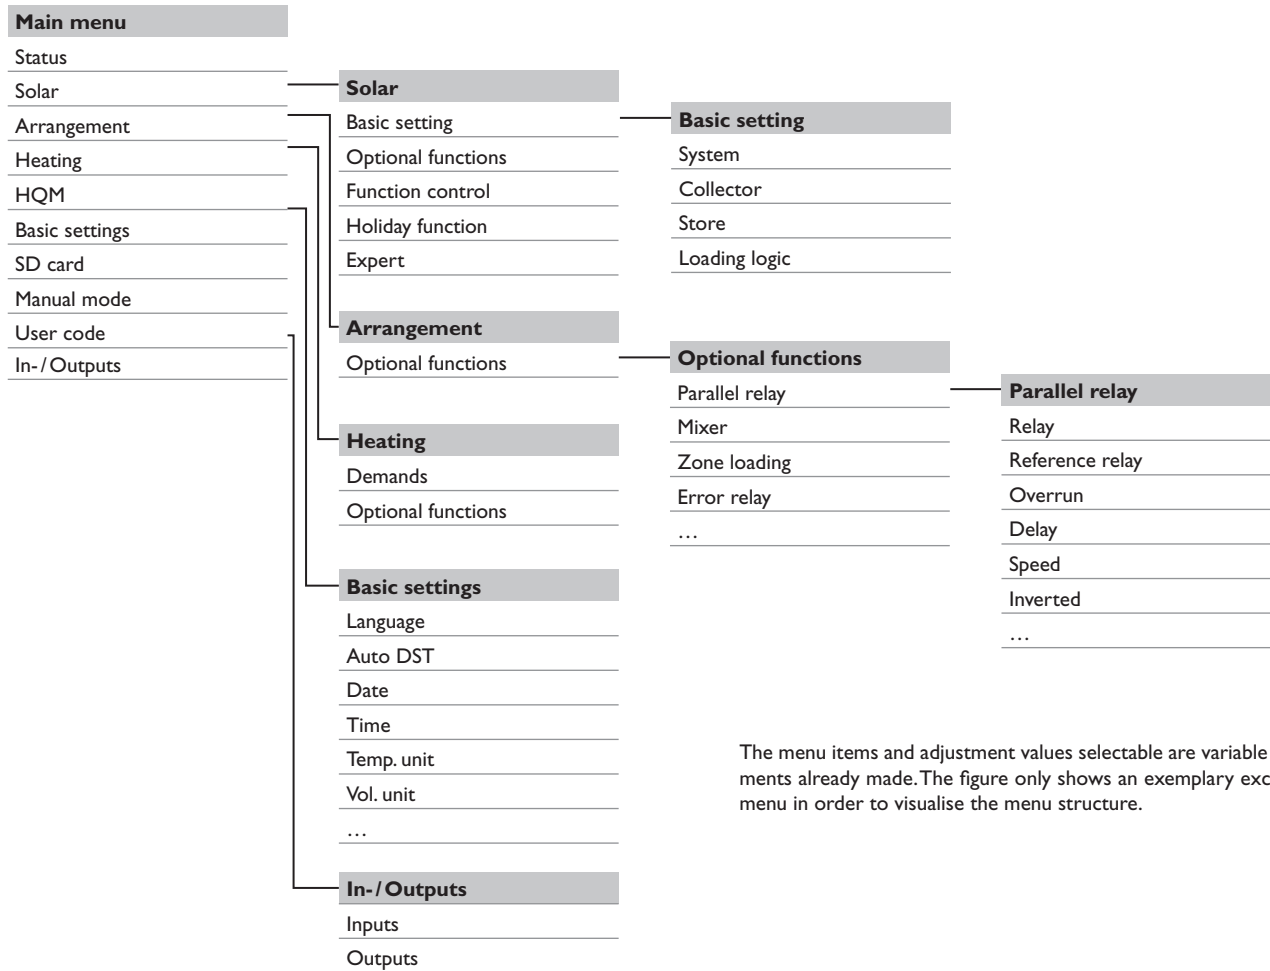 Main menu
Status
Solar
Arrangement
Heating
HQM
Basic settings
SD card
Manual mode
User code
In- / Outputs
Solar
Basic setting
Optional functions
Function control
Holiday function
Expert
Basic setting
System
Collector
Store
Loading logic
Arrangement
Optional functions
Optional functions
Parallel relay
Mixer
Zone loading
Error relay
…
Parallel relay
Relay
Reference relay
Overrun
Delay
Speed
Inverted
…
Heating
Demands
Optional functions
Basic settings
Language
Auto DST
Date
Time
Temp. unit
Vol. unit
…
In- / Outputs
Inputs
Outputs
The menu items and adjustment values selectable are variable
ments already made. The figure only shows an exemplary exc
menu in order to visualise the menu structure.